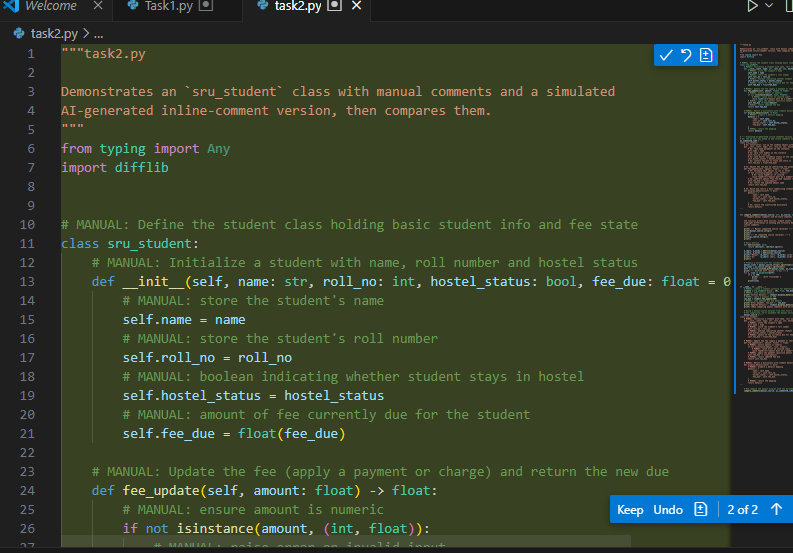 Welcome Task1.py task2.py
task2.py > ...
1 """task2.py
2
3 Demonstrates an `sru_student` class with manual comments and a simulated
4 AI-generated inline-comment version, then compares them.
5 """
6 from typing import Any
7 import difflib
8
9
10 # MANUAL: Define the student class holding basic student info and fee state
11 class sru_student:
12 # MANUAL: Initialize a student with name, roll number and hostel status
13 def __init__(self, name: str, roll_no: int, hostel_status: bool, fee_due: float = 0
14 # MANUAL: store the student's name
15 self.name = name
16 # MANUAL: store the student's roll number
17 self.roll_no = roll_no
18 # MANUAL: boolean indicating whether student stays in hostel
19 self.hostel_status = hostel_status
20 # MANUAL: amount of fee currently due for the student
21 self.fee_due = float(fee_due)
22
23 # MANUAL: Update the fee (apply a payment or charge) and return the new due
24 def fee_update(self, amount: float) -> float:
25 # MANUAL: ensure amount is numeric
Keep Undo 2 of 2
26 if not isinstance(amount, (int, float)):
27 # MANUAL: raise error on invalid input